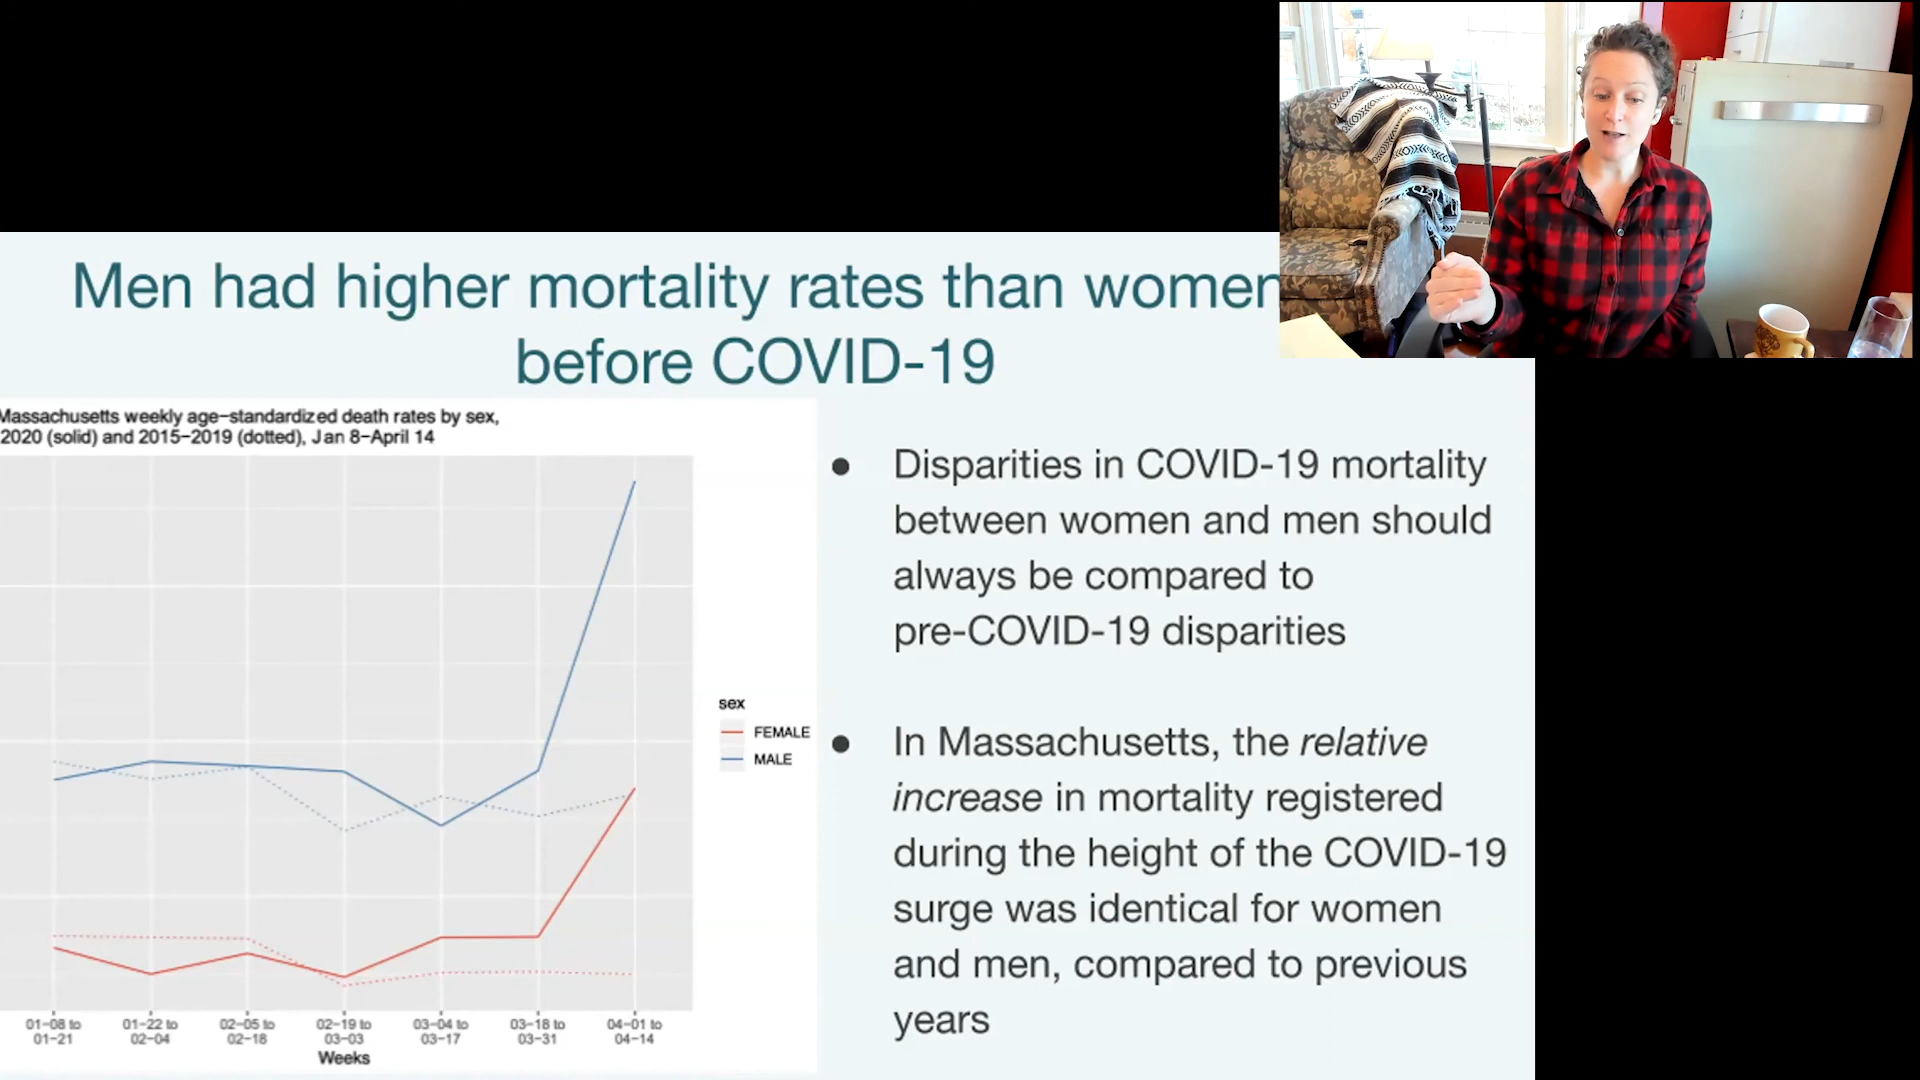 Men had higher mortality rates than women
before COVID-19
Massachusetts weekly age-standardized death rates by sex,
2020 (solid) and 2015-2019 (dotted), Jan 8-April 14
sex
FEMALE
MALE
01-08 to
01-21
01-22 to
02-04
02-05 to
02-18
02-19 to
03-03
03-04 to
03-17
03-18 to
03-31
04-01 to
04-14
Weeks
● Disparities in COVID-19 mortality
between women and men should
always be compared to
pre-COVID-19 disparities
● In Massachusetts, the relative
increase in mortality registered
during the height of the COVID-19
surge was identical for women
and men, compared to previous
years